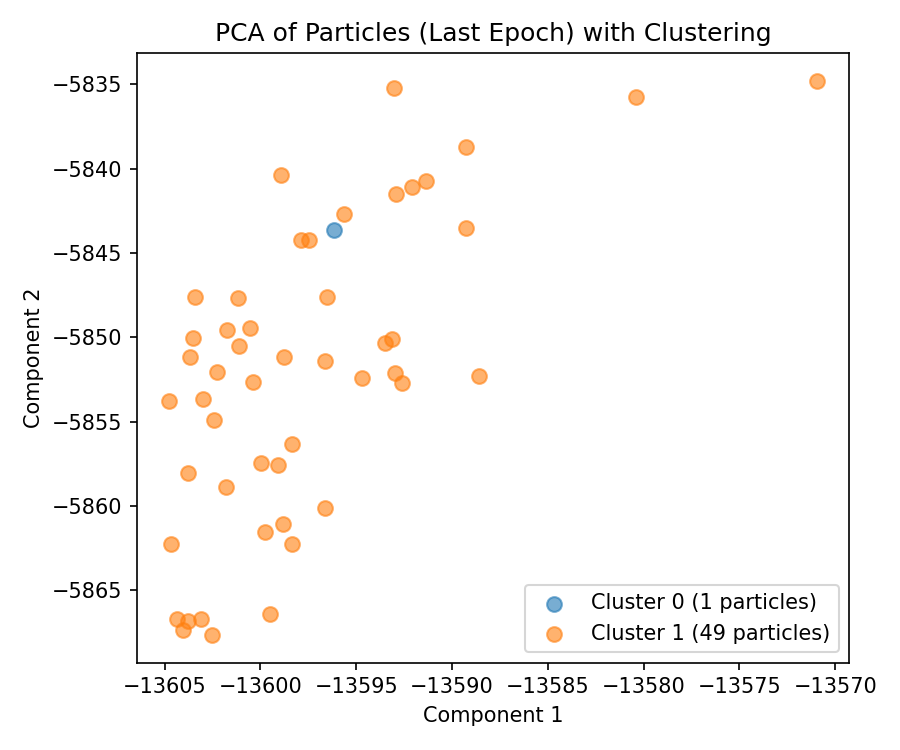 PCA of Particles (Last Epoch) with Clustering
−5835
−5840
−5845
−5850
−5855
−5860
−5865
Component 2
Cluster 0 (1 particles)
Cluster 1 (49 particles)
−13605 −13600 −13595 −13590 −13585 −13580 −13575 −13570
Component 1